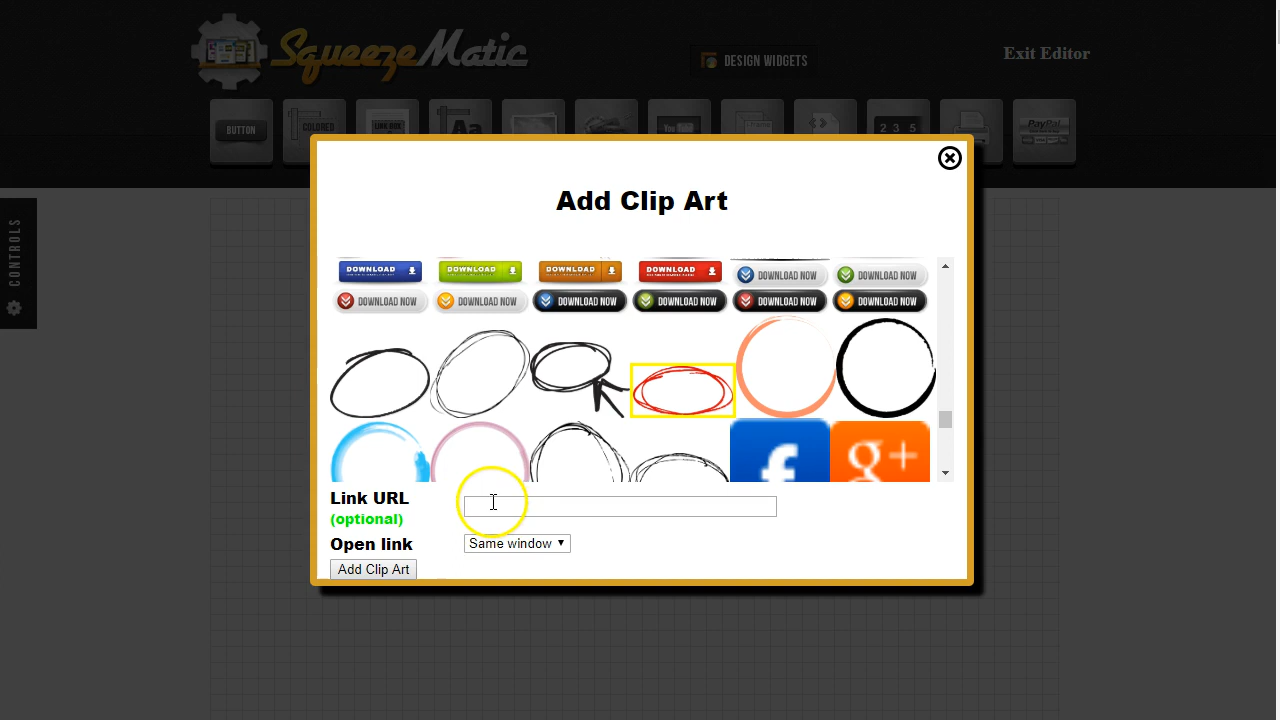 SqueezeMatic
DESIGN WIDGETS
Exit Editor
BUTTON
COLORED
LINK BOX
Aa
You
2 3 5
PayPal
CONTROLS
Add Clip Art
DOWNLOAD
DOWNLOAD
DOWNLOAD
DOWNLOAD
DOWNLOAD NOW
DOWNLOAD NOW
DOWNLOAD NOW
DOWNLOAD NOW
DOWNLOAD NOW
DOWNLOAD NOW
DOWNLOAD NOW
DOWNLOAD NOW
f
g+
Link URL
(optional)
Open link
Same window
Add Clip Art